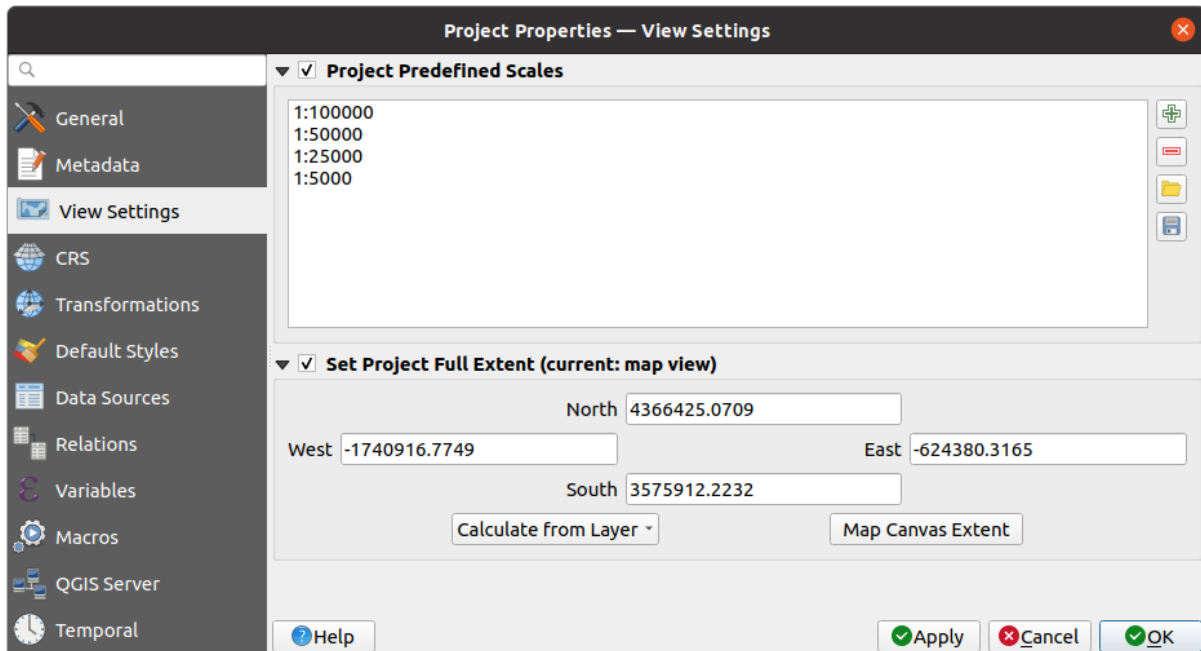 Project Properties — View Settings
General
Metadata
View Settings
CRS
Transformations
Default Styles
Data Sources
Relations
Variables
Macros
QGIS Server
Temporal
Project Predefined Scales
1:100000
1:50000
1:25000
1:5000
Set Project Full Extent (current: map view)
North 4366425.0709
West -1740916.7749 East -624380.3165
South 3575912.2232
Calculate from Layer Map Canvas Extent
Help Apply Cancel OK